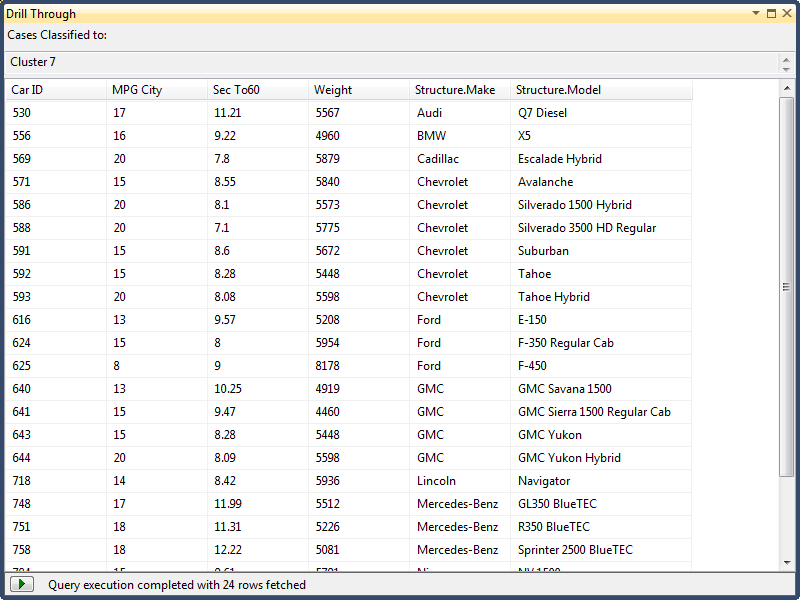 Drill Through
Cases Classified to:
Cluster 7
Car ID MPG City Sec To60 Weight Structure.Make Structure.Model
530 17 11.21 5567 Audi Q7 Diesel
556 16 9.22 4960 BMW X5
569 20 7.8 5879 Cadillac Escalade Hybrid
571 15 8.55 5840 Chevrolet Avalanche
586 20 8.1 5573 Chevrolet Silverado 1500 Hybrid
588 20 7.1 5775 Chevrolet Silverado 3500 HD Regular
591 15 8.6 5672 Chevrolet Suburban
592 15 8.28 5448 Chevrolet Tahoe
593 20 8.08 5598 Chevrolet Tahoe Hybrid
616 13 9.57 5208 Ford E-150
624 15 8 5954 Ford F-350 Regular Cab
625 8 9 8178 Ford F-450
640 13 10.25 4919 GMC GMC Savana 1500
641 15 9.47 4460 GMC GMC Sierra 1500 Regular Cab
643 15 8.28 5448 GMC GMC Yukon
644 20 8.09 5598 GMC GMC Yukon Hybrid
718 14 8.42 5936 Lincoln Navigator
748 17 11.99 5512 Mercedes-Benz GL350 BlueTEC
751 18 11.31 5226 Mercedes-Benz R350 BlueTEC
758 18 12.22 5081 Mercedes-Benz Sprinter 2500 BlueTEC
Query execution completed with 24 rows fetched